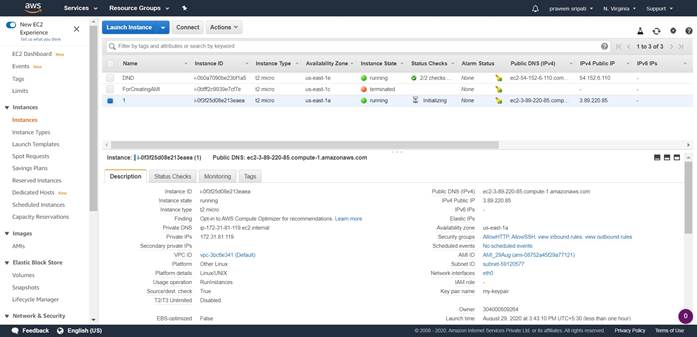 aws
Services
Resource Groups
praveen sripati
N. Virginia
Support
New EC2
Experience
Tell us what you think
EC2 Dashboard New
Events New
Tags
Limits
Instances
Instances
Instance Types
Launch Templates
Spot Requests
Savings Plans
Reserved Instances
Dedicated Hosts New
Scheduled Instances
Capacity Reservations
Images
AMIs
Elastic Block Store
Volumes
Snapshots
Lifecycle Manager
Network & Security
Launch Instance
Connect
Actions
Filter by tags and attributes or search by keyword
1 to 3 of 3
Name Instance ID Instance Type Availability Zone Instance State Status Checks Alarm Status Public DNS (IPv4) IPv4 Public IP IPv6 IPs
DND i-0b0a7090be23bf1a5 t2.micro us-east-1a running 2/2 checks ... None ec2-54-152-6-110.com... 54.152.6.110 -
ForCreatingAMI t2.micro us-east-1c terminated None -
1 i-0f3f25d08e213eaea t2.micro us-east-1a running Initializing None ec2-3-89-220-85.comp... 3.89.220.85 -
Instance: i-0f3f25d08e213eaea (1) Public DNS: ec2-3-89-220-85.compute-1.amazonaws.com
Description Status Checks Monitoring Tags
Instance ID i-0f3f25d08e213eaea
Instance state running
Instance type t2.micro
Finding Opt-in to AWS Compute Optimizer for recommendations. Learn more
Private DNS ip-172-31-81-119.ec2.internal
Private IPs 172.31.81.119
Secondary private IPs
VPC ID (Default)
Platform Other Linux
Platform details Linux/UNIX
Usage operation RunInstances
Source/dest. check True
T2/T3 Unlimited Disabled
EBS-optimized False
Public DNS (IPv4) ec2-3-89-220-85.compute-1.amazonaws.com
IPv4 Public IP 3.89.220.85
IPv6 IPs -
Elastic IPs
Availability zone us-east-1a
Security groups AllowHTTP, AllowSSH, view inbound rules, view outbound rules
Scheduled events No scheduled events
AMI ID AMI_29Aug (ami-08752a45f29a77121)
Subnet ID subnet-59120577
Network interfaces eth0
IAM role -
Key pair name my-keypair
Owner 304000509264
Launch time August 29, 2020 at 3:43:10 PM UTC+5:30 (less than one hour)
Feedback
English (US)
© 2008 - 2020, Amazon Internet Services Private Ltd. or its affiliates. All rights reserved.
Privacy Policy
Terms of Use
0